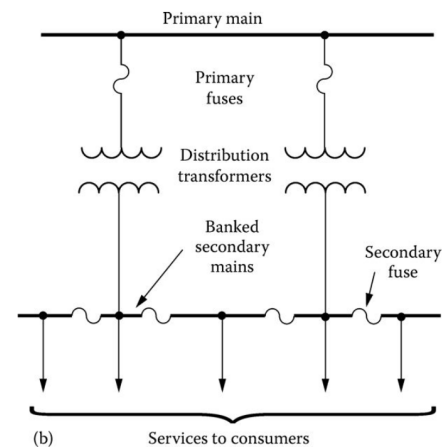 Primary main
Primary
fuses
Distribution
transformers
Banked
secondary
mains
Secondary
fuse
(b)
Services to consumers